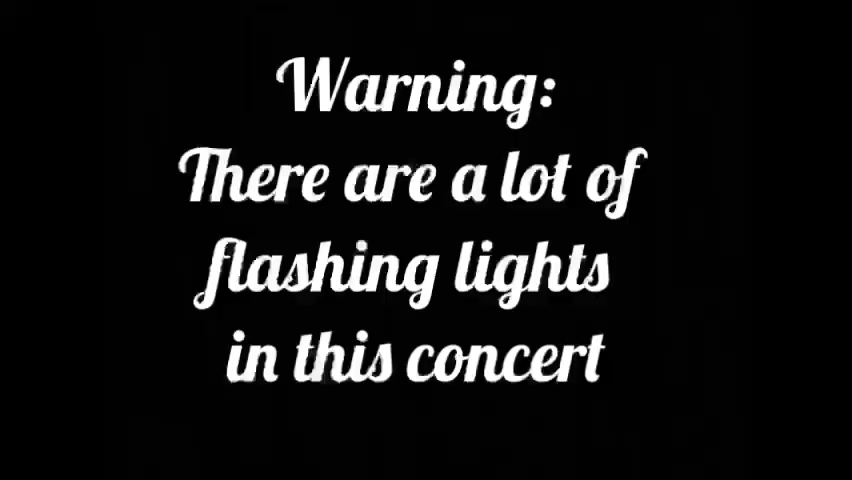 Warning:
There are a lot of
flashing lights
in this concert